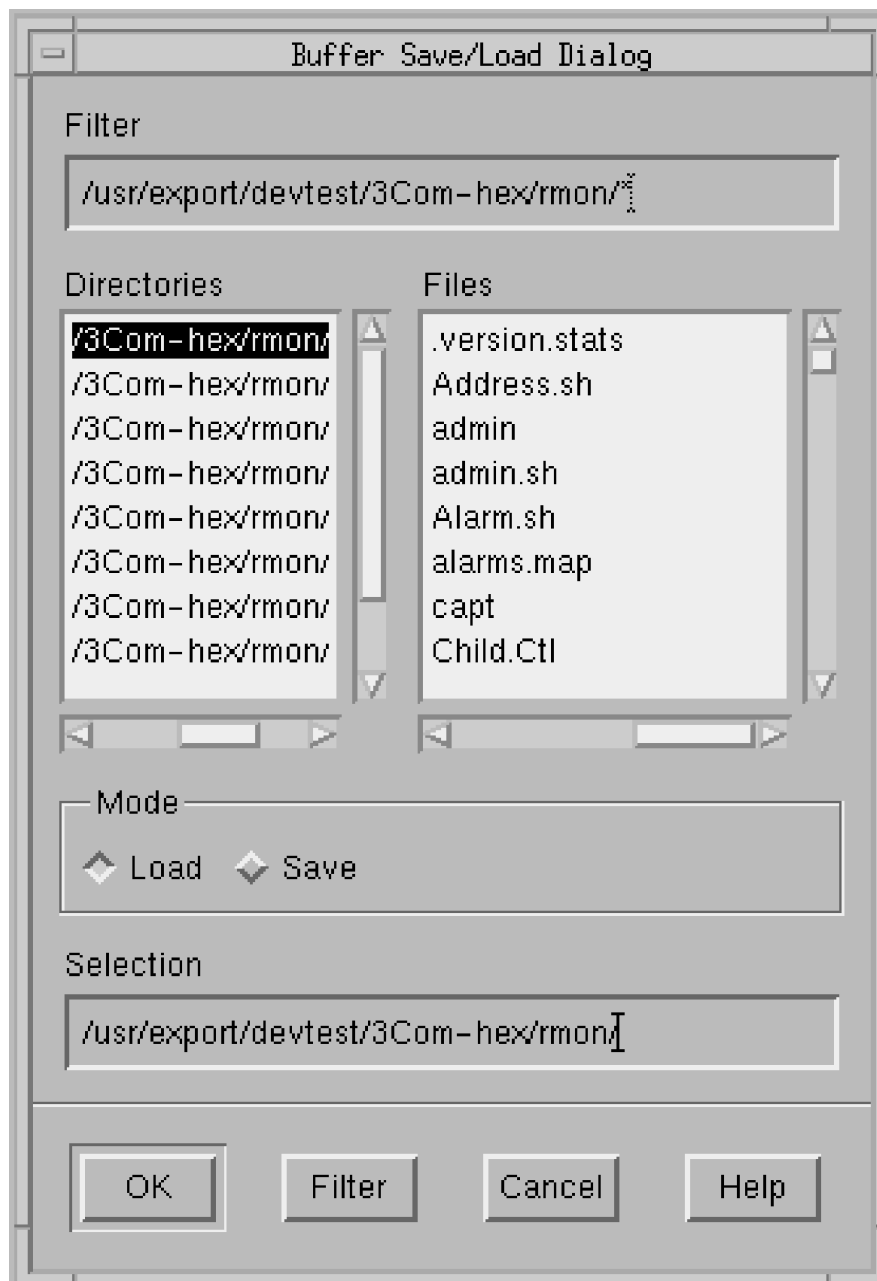 Buffer Save/Load Dialog
Filter
/usr/export/devtest/3Com-hex/rmon/*
Directories
/3Com-hex/rmon/
/3Com-hex/rmon/
/3Com-hex/rmon/
/3Com-hex/rmon/
/3Com-hex/rmon/
/3Com-hex/rmon/
/3Com-hex/rmon/
/3Com-hex/rmon/
Files
.version.stats
Address.sh
admin
admin.sh
Alarm.sh
alarms.map
capt
Child.Ctl
Mode
Load Save
Selection
/usr/export/devtest/3Com-hex/rmon/
OK Filter Cancel Help